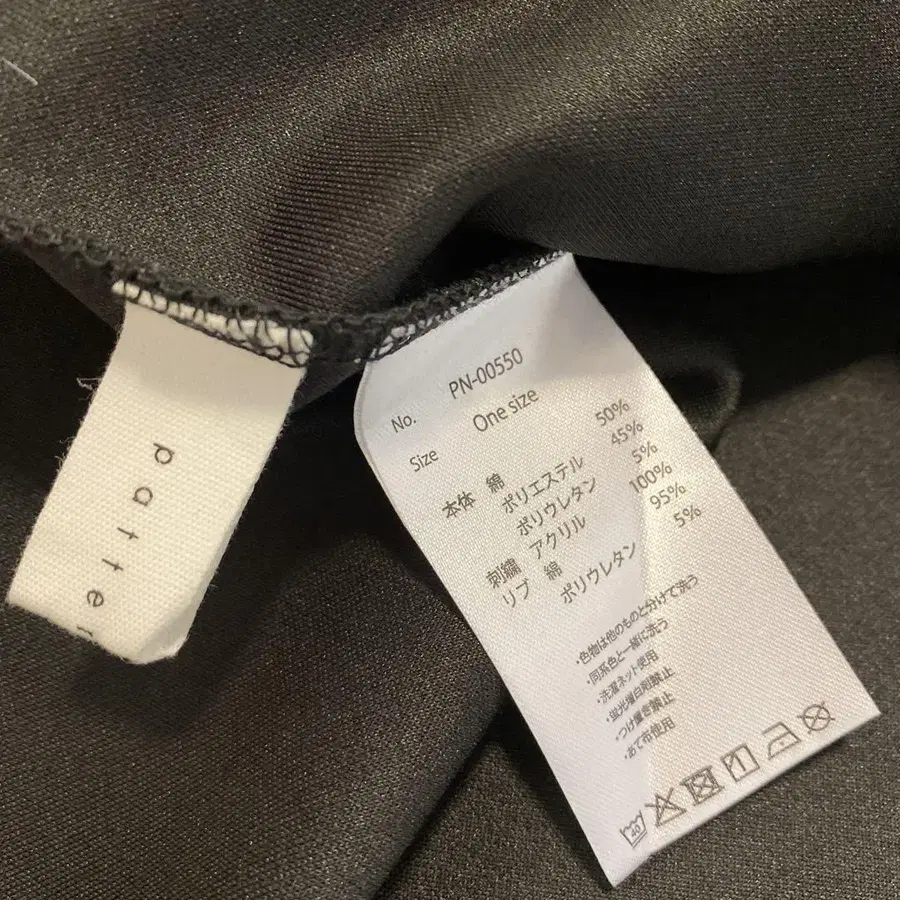 patter
No. PN-00550
Size One size
本体 綿 50%
ポリエステル 45%
ポリウレタン 5%
刺繍 アクリル 100%
リブ 綿 95%
ポリウレタン 5%
・色物は他のものと分けて洗う
・同系色と一緒に洗う
・洗濯ネット使用
・蛍光増白剤禁止
・つけ置き禁止
・あて布使用
40